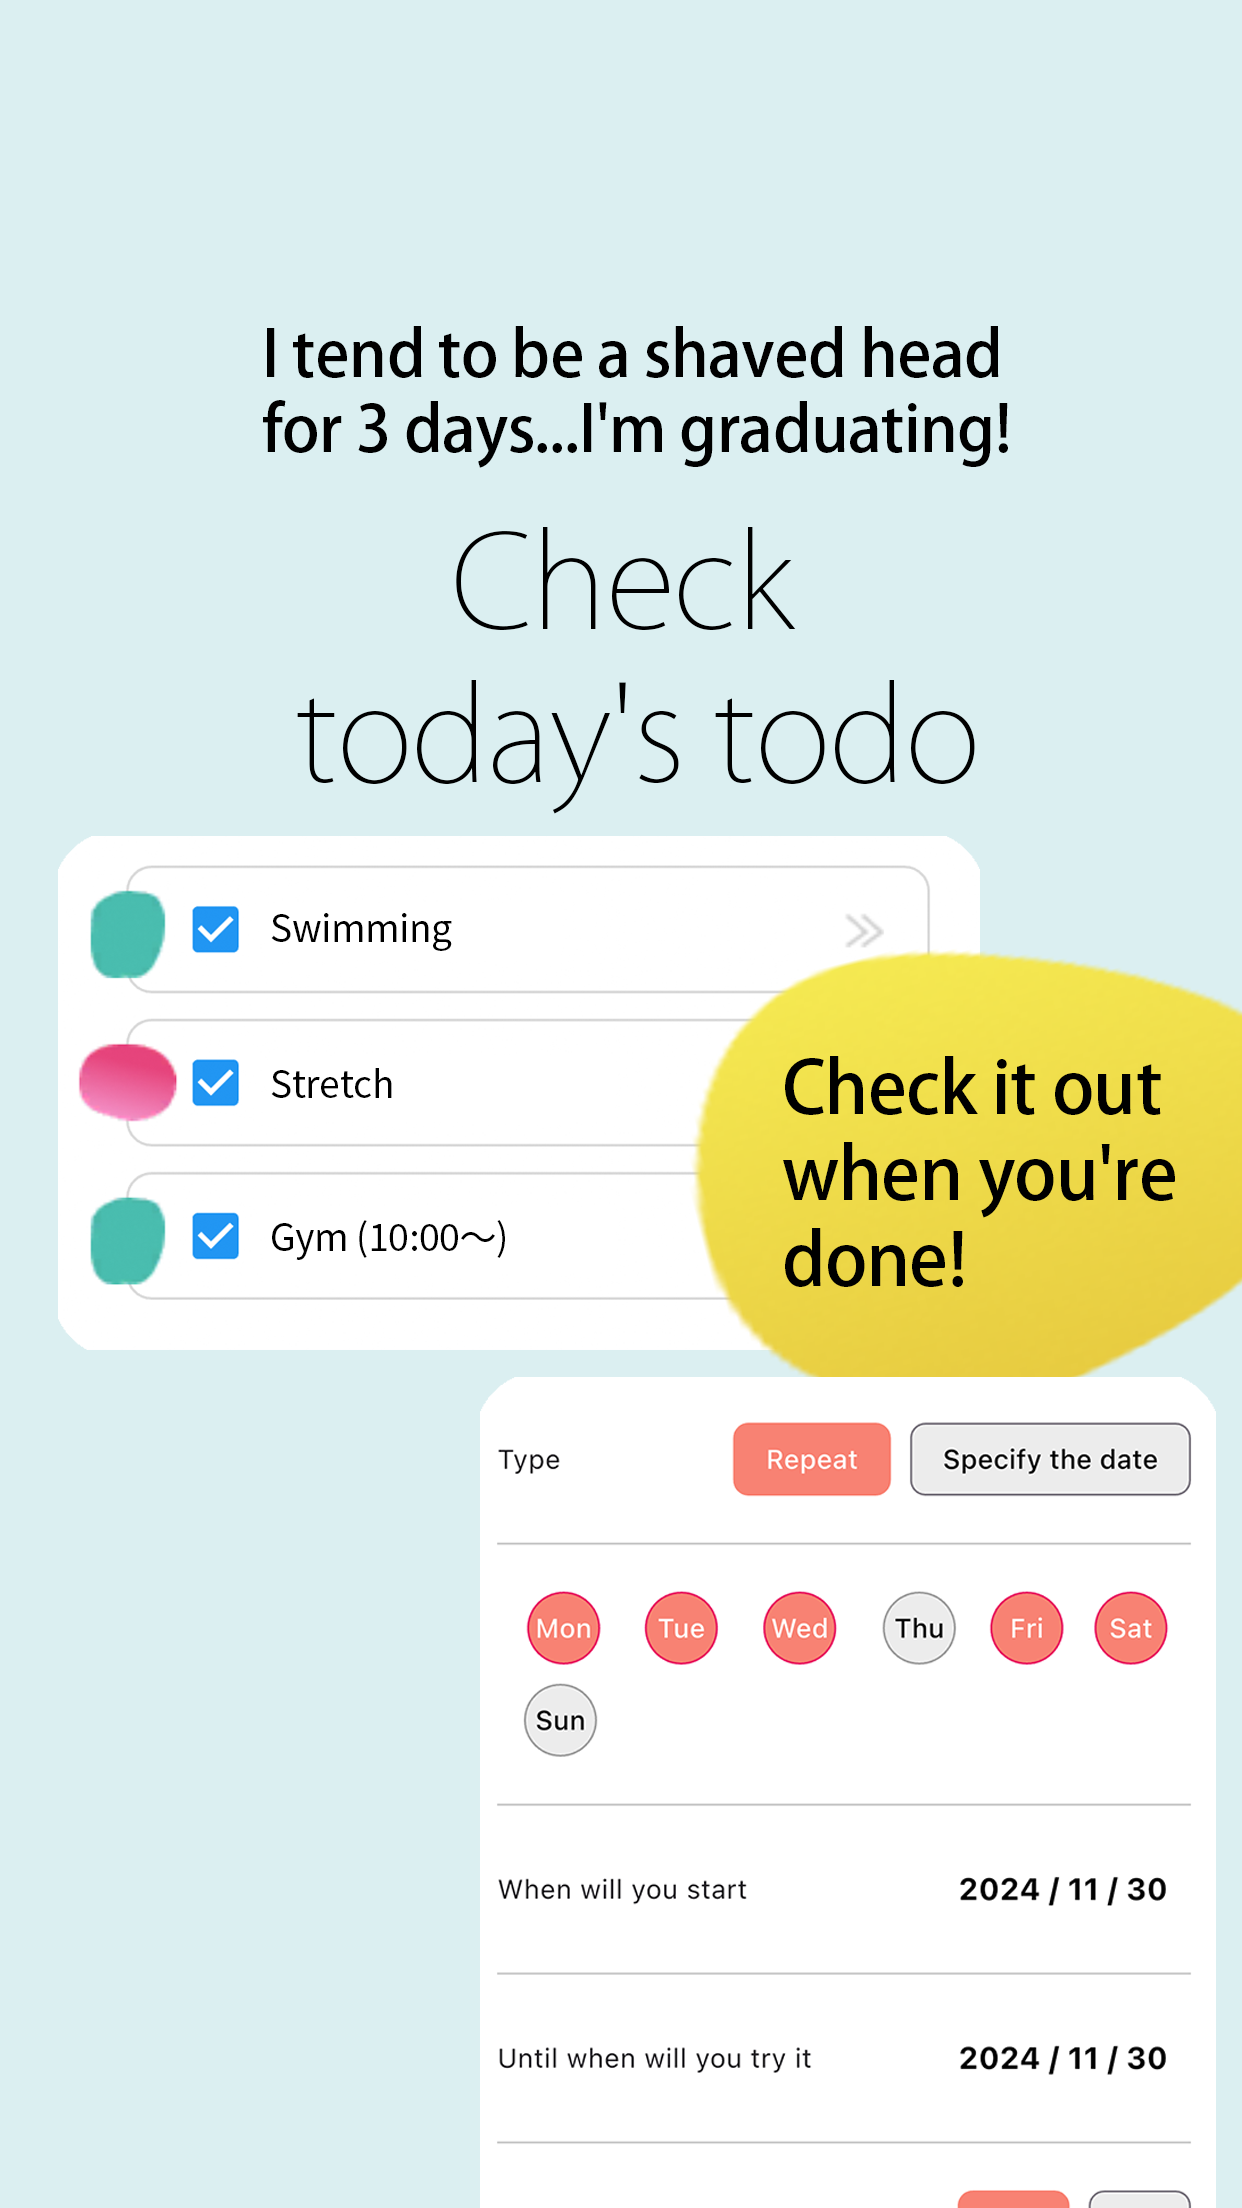 I tend to be a shaved head
for 3 days...I'm graduating!
Check
today's todo
Swimming
Stretch
Gym (10:00～)
Check it out
when you're
done!
Type Repeat Specify the date
Mon Tue Wed Thu Fri Sat
Sun
When will you start 2024 / 11 / 30
Until when will you try it 2024 / 11 / 30